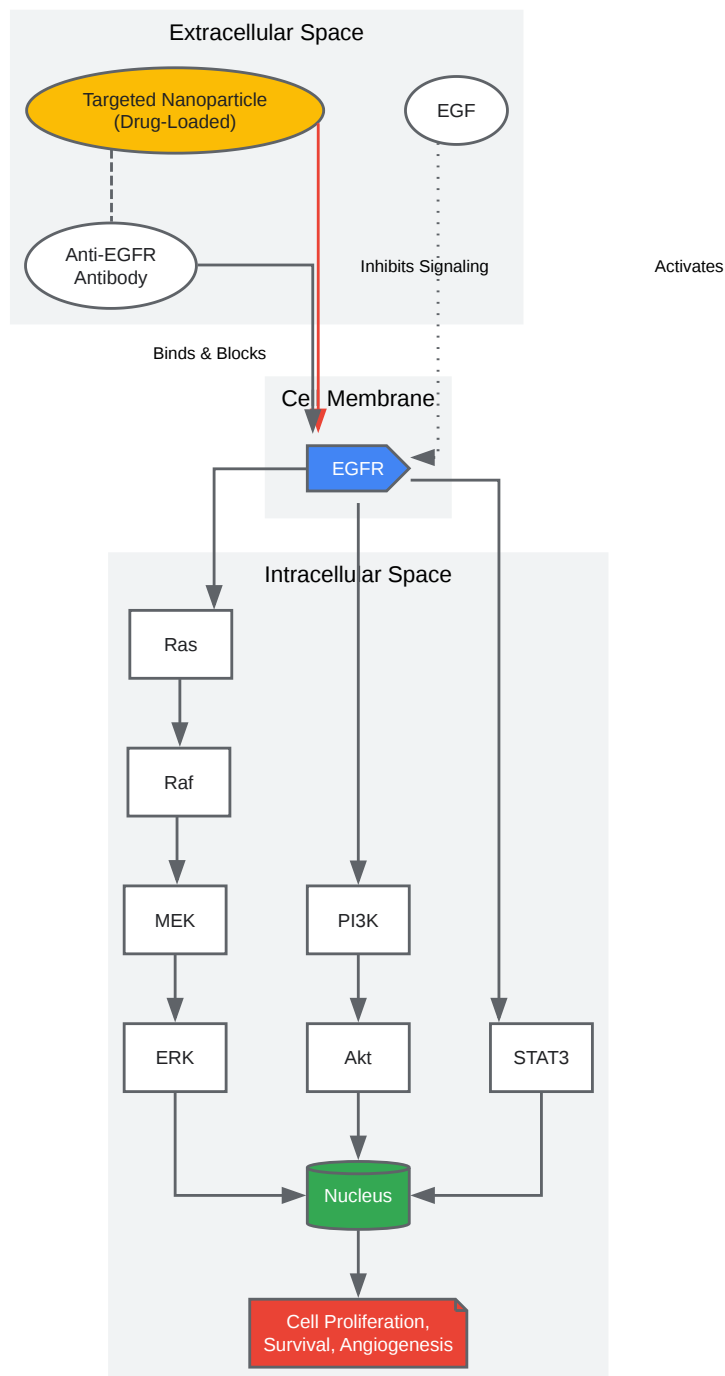 Extracellular Space
Targeted Nanoparticle
(Drug-Loaded)
EGF
Anti-EGFR
Antibody
Inhibits Signaling
Activates
Binds & Blocks
Cell Membrane
EGFR
Intracellular Space
Ras
Raf
MEK
PI3K
ERK
Akt
STAT3
Nucleus
Cell Proliferation,
Survival, Angiogenesis